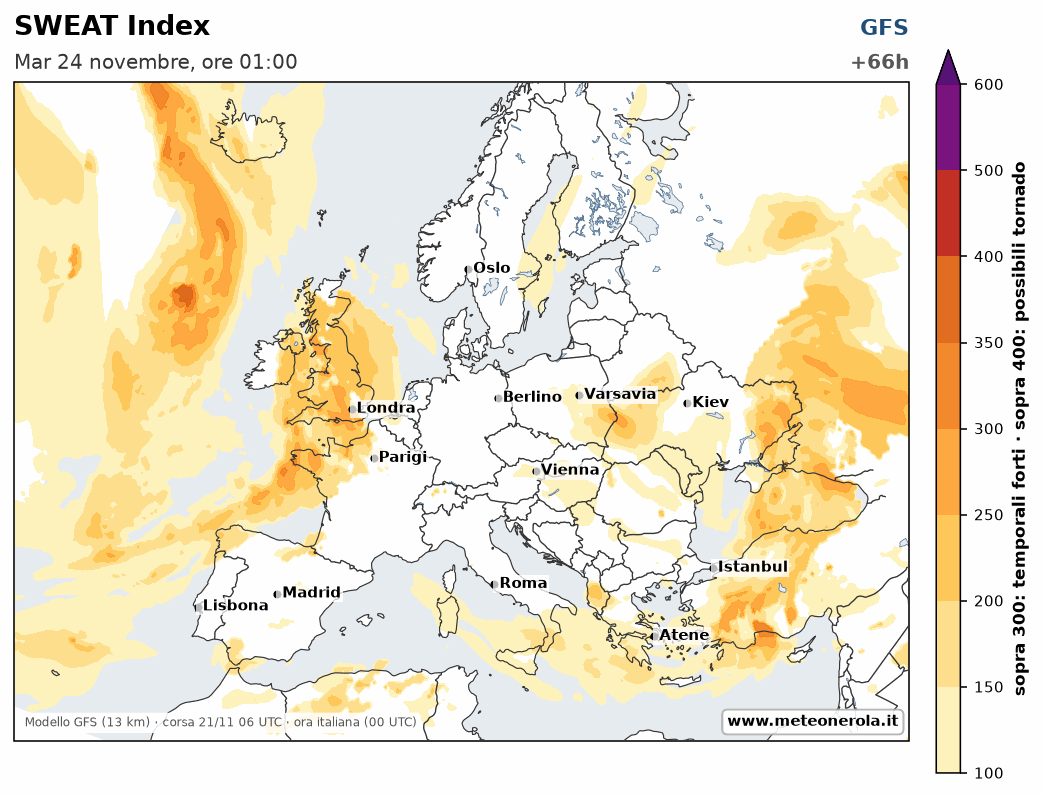 SWEAT Index
GFS
Mar 24 novembre, ore 01:00
+66h
600
500
400
350
300
250
200
150
100
sopra 300: temporali forti · sopra 400: possibili tornado
Oslo
Londra
Berlino
Varsavia
Kiev
Parigi
Vienna
Istanbul
Roma
Madrid
Lisbona
Atene
Modello GFS (13 km) · corsa 21/11 06 UTC · ora italiana (00 UTC)
www.meteonerola.it